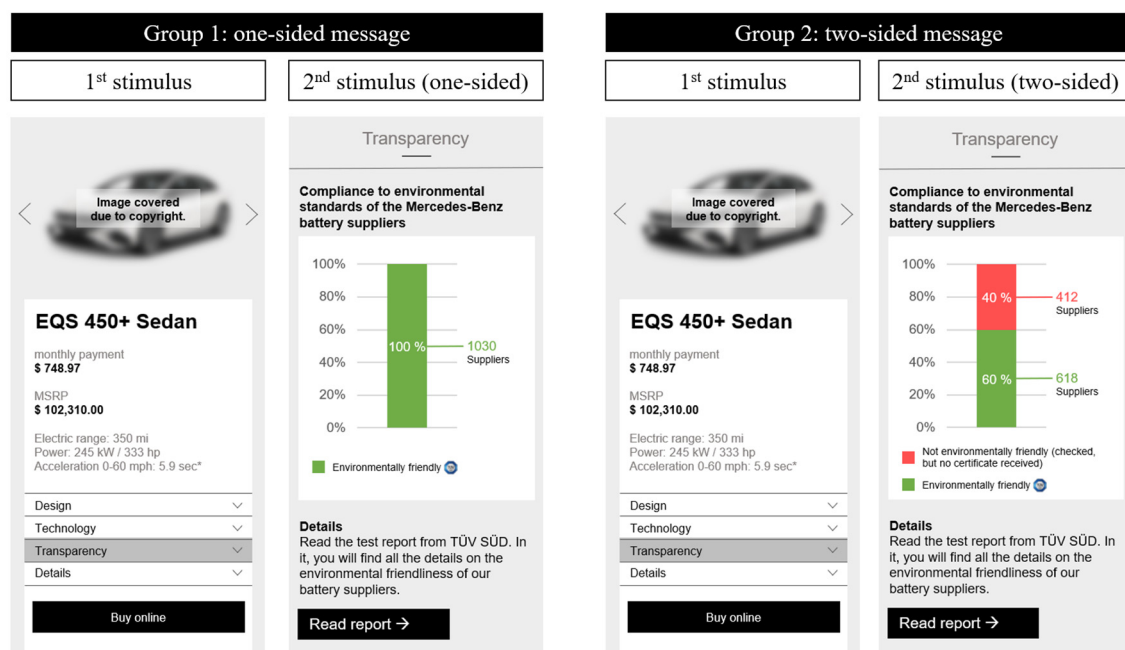 Group 1: one-sided message
1st stimulus
2nd stimulus (one-sided)
Image covered
due to copyright.
EQS 450+ Sedan
monthly payment
$ 748.97
MSRP
$ 102,310.00
Electric range: 350 mi
Power: 245 kW / 333 hp
Acceleration 0-60 mph: 5.9 sec*
Design
Technology
Transparency
Details
Buy online
Transparency
Compliance to environmental
standards of the Mercedes-Benz
battery suppliers
100%
80%
60%
40%
20%
0%
100 %
1030
Suppliers
Environmentally friendly
Details
Read the test report from TÜV SÜD. In
it, you will find all the details on the
environmental friendliness of our
battery suppliers.
Read report →
Group 2: two-sided message
1st stimulus
2nd stimulus (two-sided)
Image covered
due to copyright.
EQS 450+ Sedan
monthly payment
$ 748.97
MSRP
$ 102,310.00
Electric range: 350 mi
Power: 245 kW / 333 hp
Acceleration 0-60 mph: 5.9 sec*
Design
Technology
Transparency
Details
Buy online
Transparency
Compliance to environmental
standards of the Mercedes-Benz
battery suppliers
100%
80%
60%
40%
20%
0%
40 %
412
Suppliers
60 %
618
Suppliers
Not environmentally friendly (checked,
but no certificate received)
Environmentally friendly
Details
Read the test report from TÜV SÜD. In
it, you will find all the details on the
environmental friendliness of our
battery suppliers.
Read report →